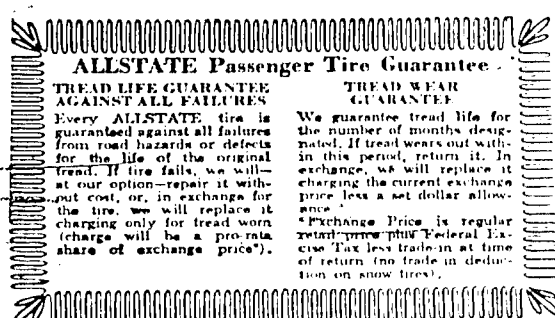 ALLSTATE Passenger Tire Guarantee
TREAD LIFE GUARANTEE
AGAINST ALL FAILURES
Every ALLSTATE tire is
guaranteed against all failures
from road hazards or defects
for the life of the original
tread. If tire fails, we will—
at our option—repair it with-
out cost, or, in exchange for
the tire, we will replace it
charging only for tread worn
(charge will be a pro-rata
share of exchange price*).
TREAD WEAR
GUARANTEE
We guarantee tread life for
the number of months desig-
nated. If tread wears out with-
in this period, return it. In
exchange, we will replace it
charging the current exchange
price less a set dollar allow-
ance.
*Exchange Price is regular
retail price plus Federal Ex-
cise Tax less trade-in at time
of return (no trade in deduc-
tion on snow tires).